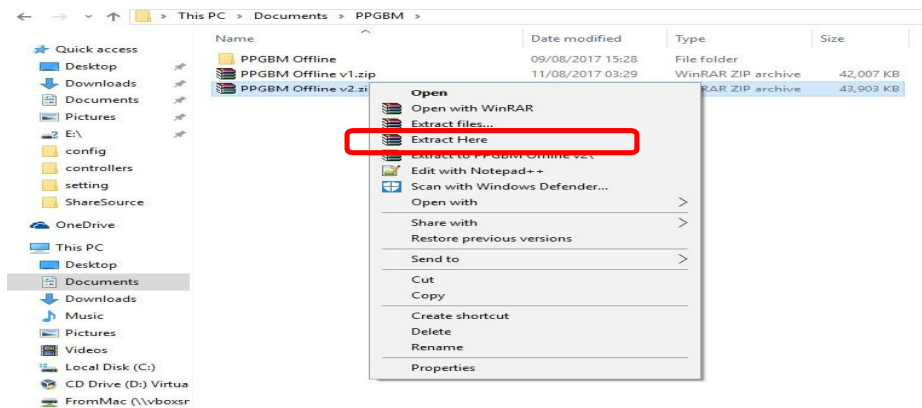 This PC > Documents > PPGBM >
Name Date modified Type Size
Quick access
Desktop
Downloads
Documents
Pictures
E:\
config
controllers
setting
ShareSource
OneDrive
This PC
Desktop
Documents
Downloads
Music
Pictures
Videos
Local Disk (C:)
CD Drive (D:) Virtua
FromMac (\\vboxsr
PPGBM Offline 09/08/2017 15:28 File folder
PPGBM Offline v1.zip 11/08/2017 03:29 WinRAR ZIP archive 42,007 KB
PPGBM Offline v2.zi RAR ZIP archive 43,903 KB
Open
Open with WinRAR
Extract files...
Extract Here
Extract to PPGBM Offline v2\
Edit with Notepad++
Scan with Windows Defender...
Open with >
Share with >
Restore previous versions
Send to >
Cut
Copy
Create shortcut
Delete
Rename
Properties